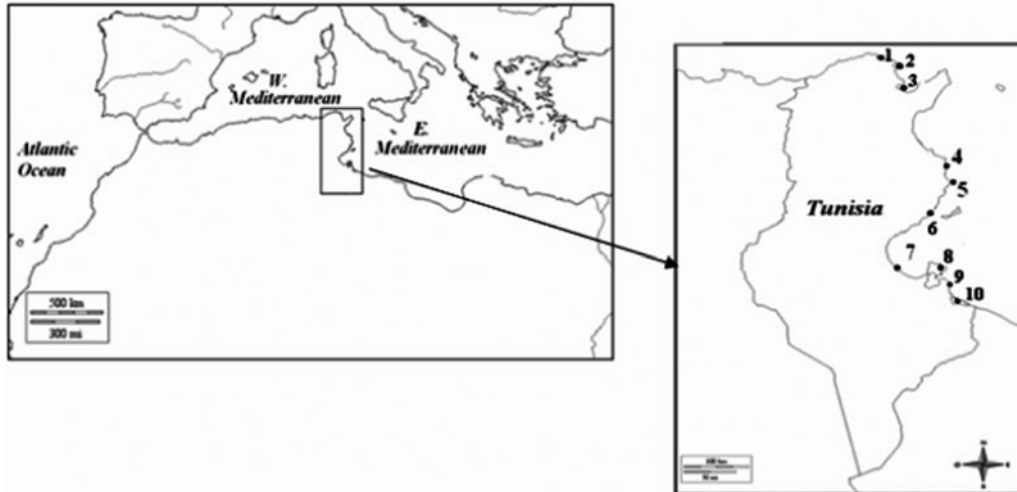 W.
Mediterranean
E.
Mediterranean
Atlantic
Ocean
500 km
300 mi
1
2
3
4
5
Tunisia
6
7
8
9
10